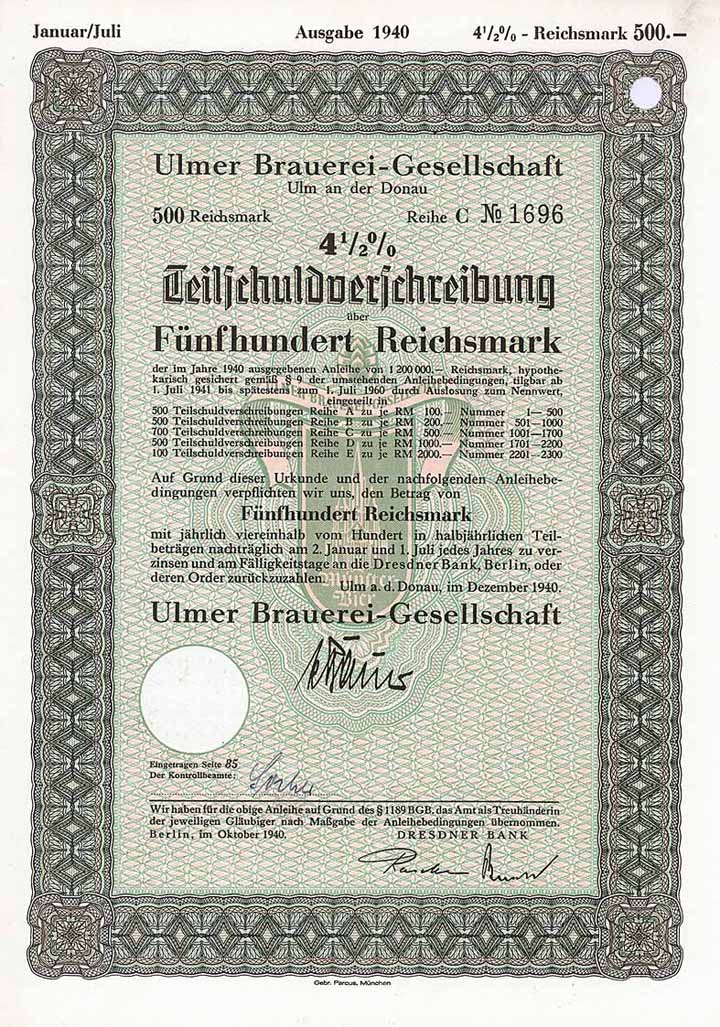 Januar/Juli Ausgabe 1940 4½% - Reichsmark 500.—
Ulmer Brauerei-Gesellschaft
Ulm an der Donau
500 Reichsmark Reihe C № 1696
4½%
Teilschuldverschreibung
über
Fünfhundert Reichsmark
der im Jahre 1940 ausgegebenen Anleihe von 1 200 000.— Reichsmark, hypothe-
karisch gesichert gemäß § 9 der umstehenden Anleihebedingungen, tilgbar ab
1. Juli 1941 bis spätestens zum 1. Juli 1960 durch Auslosung zum Nennwert,
eingeteilt in
500 Teilschuldverschreibungen Reihe A zu je RM 100.— Nummer 1— 500
500 Teilschuldverschreibungen Reihe B zu je RM 200.— Nummer 501—1000
700 Teilschuldverschreibungen Reihe C zu je RM 500.— Nummer 1001—1700
500 Teilschuldverschreibungen Reihe D zu je RM 1000.— Nummer 1701—2200
100 Teilschuldverschreibungen Reihe E zu je RM 2000.— Nummer 2201—2300
Auf Grund dieser Urkunde und der nachfolgenden Anleihebe-
dingungen verpflichten wir uns, den Betrag von
Fünfhundert Reichsmark
mit jährlich viereinhalb vom Hundert in halbjährlichen Teil-
beträgen nachträglich am 2. Januar und 1. Juli jedes Jahres zu ver-
zinsen und am Fälligkeitstage an die Dresdner Bank, Berlin, oder
deren Order zurückzuzahlen. Ulm a. d. Donau, im Dezember 1940.
Ulmer Brauerei-Gesellschaft
Eingetragen Seite 85
Der Kontrollbeamte:
Wir haben für die obige Anleihe auf Grund des § 1189 BGB. das Amt als Treuhänderin
der jeweiligen Gläubiger nach Maßgabe der Anleihebedingungen übernommen.
Berlin, im Oktober 1940. DRESDNER BANK
Gebr. Parcus, München